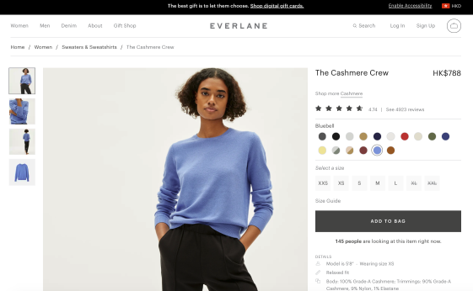 The best gift is to let them choose. Shop digital gift cards.
Enable Accessibility
HKD
Women Men Denim About Gift Shop
EVERLANE
Search Log In Sign Up
Home / Women / Sweaters & Sweatshirts / The Cashmere Crew
The Cashmere Crew HK$788
Shop more Cashmere
4.74 | See 4803 reviews
Bluebell
Select a size
XXS XS S M L XL XXL
Size Guide
ADD TO BAG
145 people are looking at this item right now.
DETAILS
Model is 5'8" · Wearing size XS
Relaxed fit
Body: 100% Grade-A Cashmere; Trimmings: 90% Grade-A
Cashmere, 9% Nylon, 1% Elastane